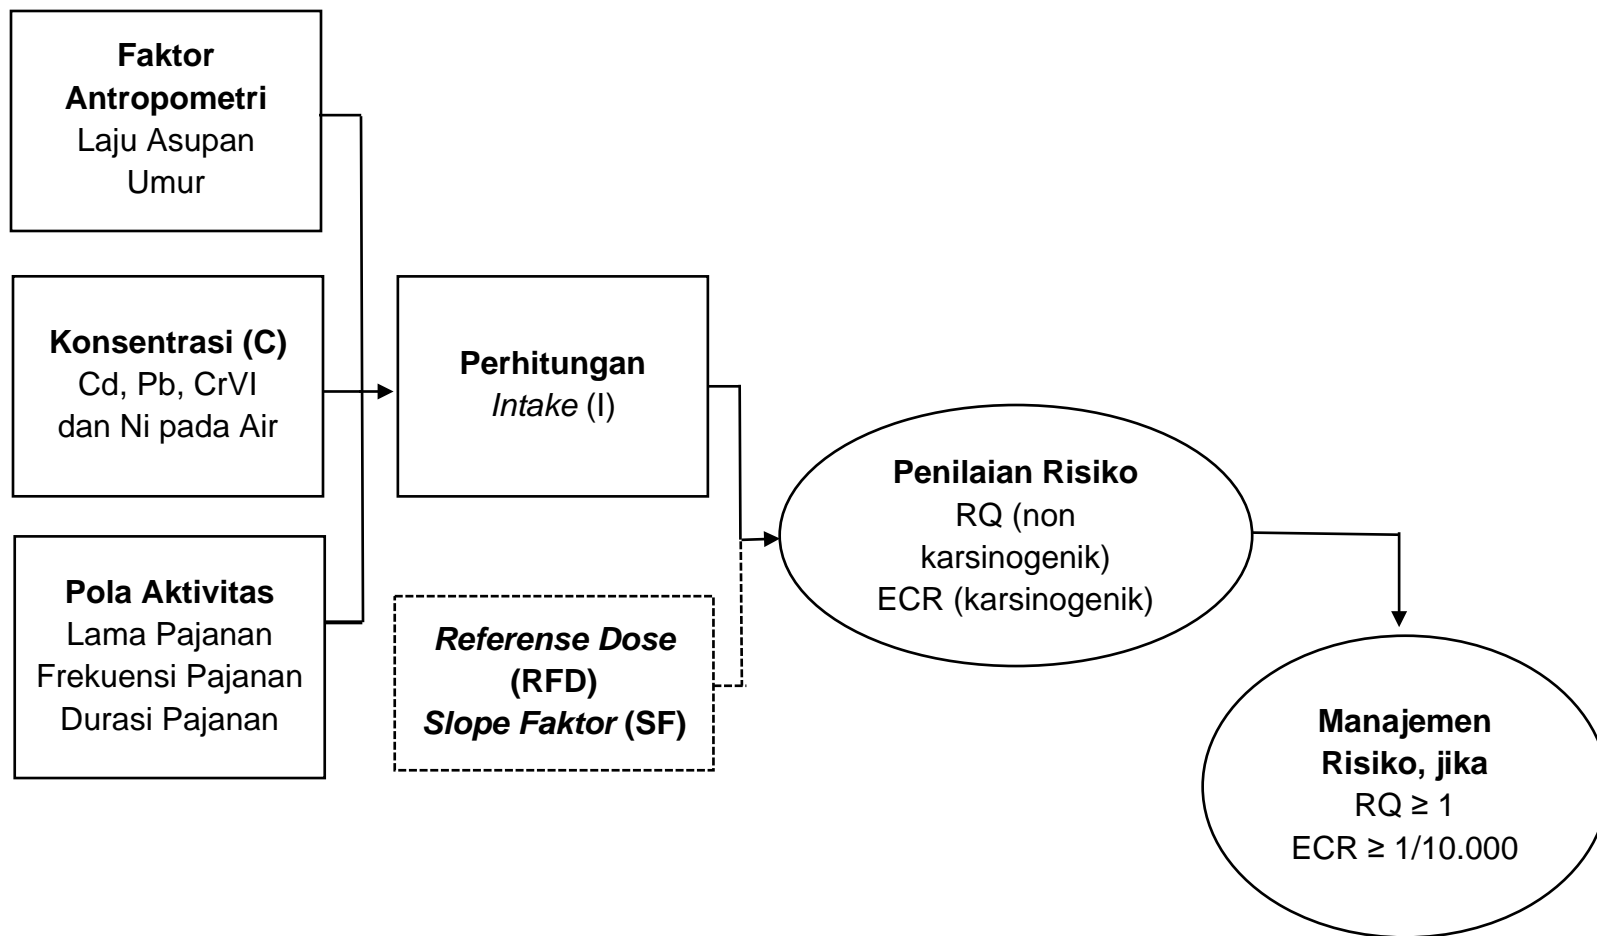 Faktor
Antropometri
Laju Asupan
Umur
Konsentrasi (C)
Cd, Pb, CrVI
dan Ni pada Air
Pola Aktivitas
Lama Pajanan
Frekuensi Pajanan
Durasi Pajanan
Perhitungan
Intake (I)
Referense Dose
(RFD)
Slope Faktor (SF)
Penilaian Risiko
RQ (non
karsinogenik)
ECR (karsinogenik)
Manajemen
Risiko, jika
RQ ≥ 1
ECR ≥ 1/10.000